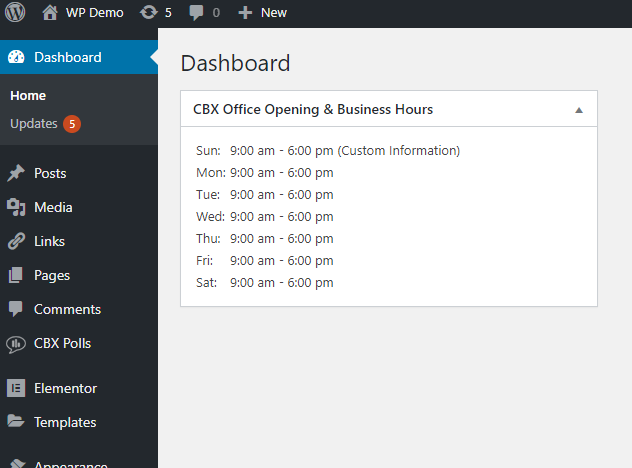 WP Demo 5 0 New
Dashboard
Home
Updates 5
Posts
Media
Links
Pages
Comments
CBX Polls
Elementor
Templates
Appearance
Dashboard
CBX Office Opening & Business Hours
Sun: 9:00 am - 6:00 pm (Custom Information)
Mon: 9:00 am - 6:00 pm
Tue: 9:00 am - 6:00 pm
Wed: 9:00 am - 6:00 pm
Thu: 9:00 am - 6:00 pm
Fri: 9:00 am - 6:00 pm
Sat: 9:00 am - 6:00 pm